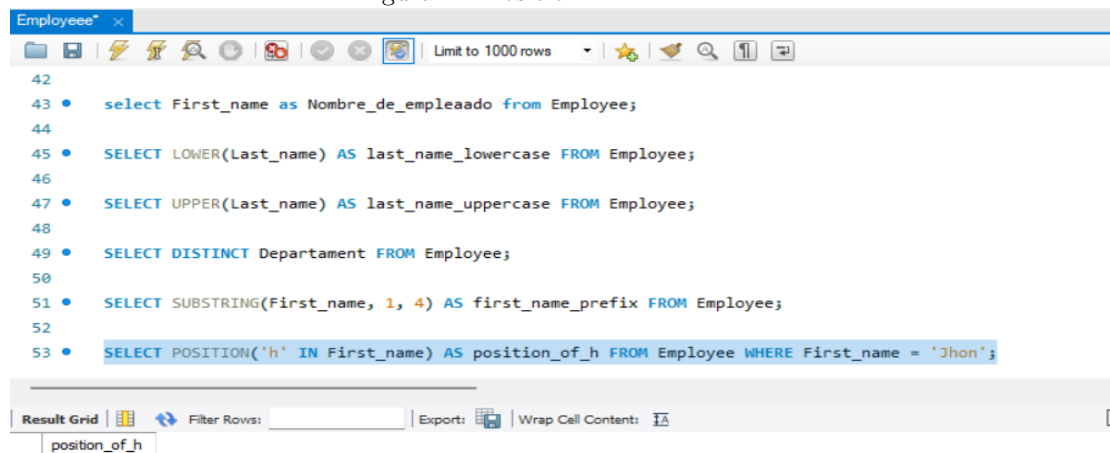 Employeee*
Limit to 1000 rows
42
43 select First_name as Nombre_de_empleaado from Employee;
44
45 SELECT LOWER(Last_name) AS last_name_lowercase FROM Employee;
46
47 SELECT UPPER(Last_name) AS last_name_uppercase FROM Employee;
48
49 SELECT DISTINCT Departament FROM Employee;
50
51 SELECT SUBSTRING(First_name, 1, 4) AS first_name_prefix FROM Employee;
52
53 SELECT POSITION('h' IN First_name) AS position_of_h FROM Employee WHERE First_name = 'Jhon';
Result Grid Filter Rows: Export: Wrap Cell Content: IA
position_of_h